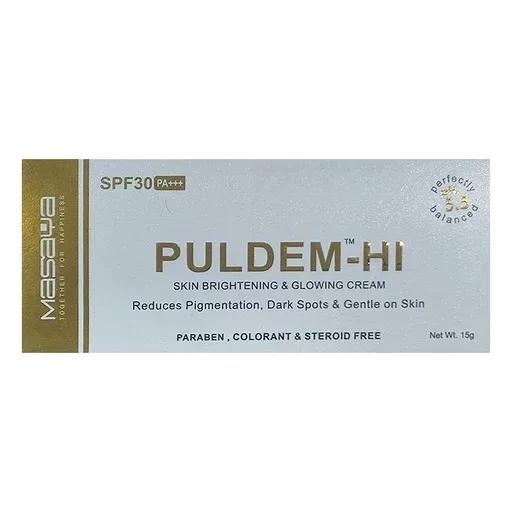 MASAYA
TOGETHER FOR HAPPINESS
SPF30 PA+++
perfectly
pH
5.5
balanced
PULDEM™-HI
SKIN BRIGHTENING & GLOWING CREAM
Reduces Pigmentation, Dark Spots & Gentle on Skin
PARABEN , COLORANT & STEROID FREE
Net Wt. 15g